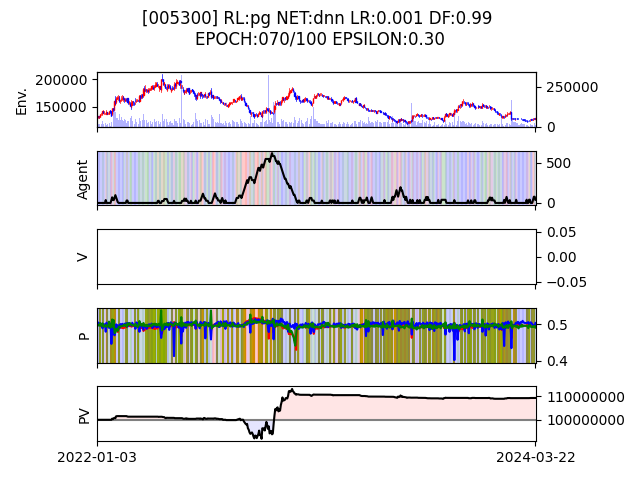 [005300] RL:pg NET:dnn LR:0.001 DF:0.99
EPOCH:070/100 EPSILON:0.30
200000
150000
Env.
250000
0
Agent
500
0
V
0.05
0.00
−0.05
P
0.5
0.4
PV
110000000
100000000
2022-01-03
2024-03-22